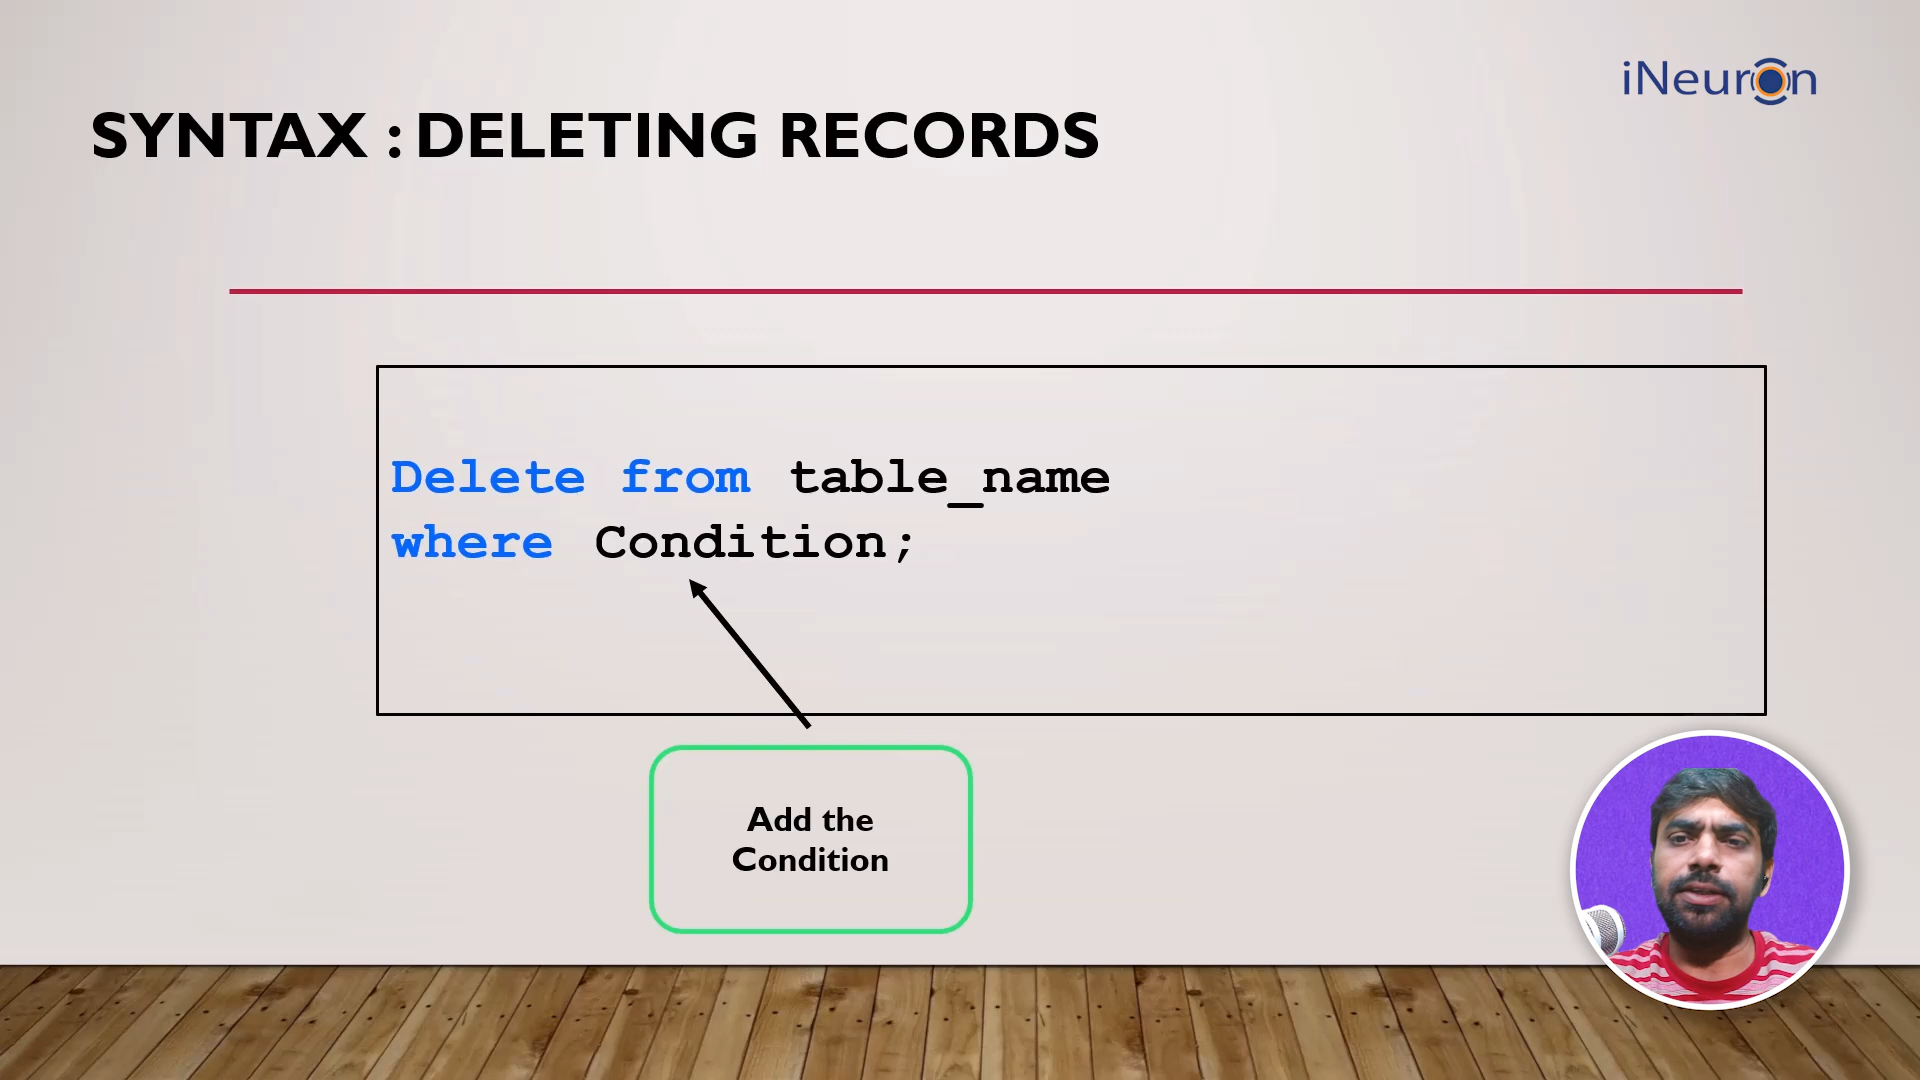 iNeuron
SYNTAX : DELETING RECORDS
Delete from table_name
where Condition;
Add the
Condition